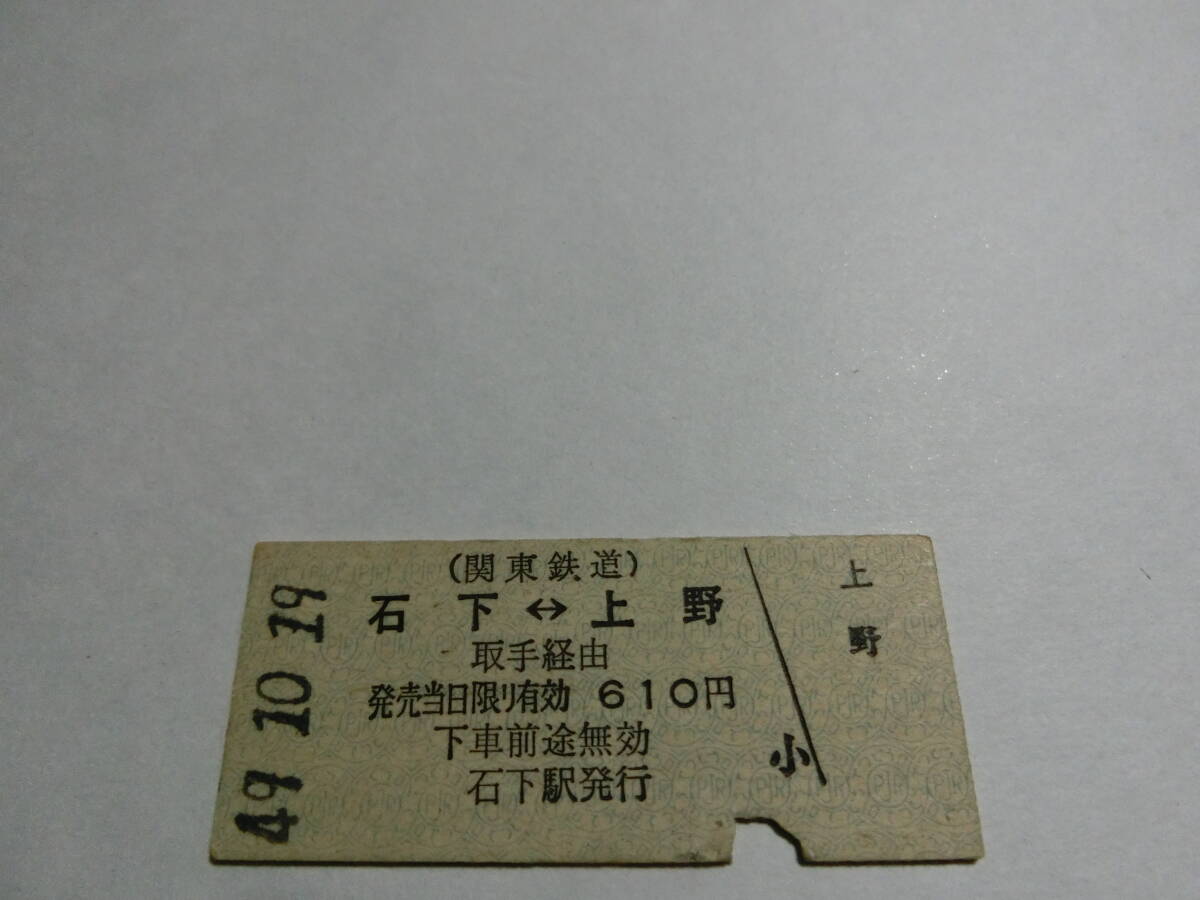 (関東鉄道)
石下↔上野
取手経由
発売当日限り有効 610円
下車前途無効
石下駅発行
49 10 19
上野
小